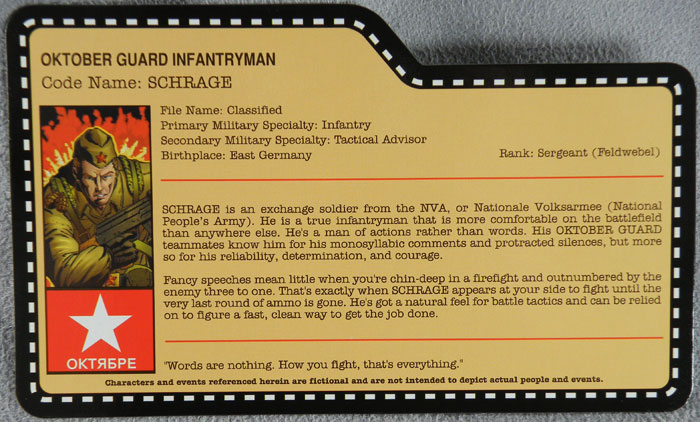 OKTOBER GUARD INFANTRYMAN
Code Name: SCHRAGE
File Name: Classified
Primary Military Specialty: Infantry
Secondary Military Specialty: Tactical Advisor
Birthplace: East Germany
Rank: Sergeant (Feldwebel)
SCHRAGE is an exchange soldier from the NVA, or Nationale Volksarmee (National
People's Army). He is a true infantryman that is more comfortable on the battlefield
than anywhere else. He's a man of actions rather than words. His OKTOBER GUARD
teammates know him for his monosyllabic comments and protracted silences, but more
so for his reliability, determination, and courage.
Fancy speeches mean little when you're chin-deep in a firefight and outnumbered by the
enemy three to one. That's exactly when SCHRAGE appears at your side to fight until the
very last round of ammo is gone. He's got a natural feel for battle tactics and can be relied
on to figure a fast, clean way to get the job done.
ОКТЯБРЕ
"Words are nothing. How you fight, that's everything."
Characters and events referenced herein are fictional and are not intended to depict actual people and events.